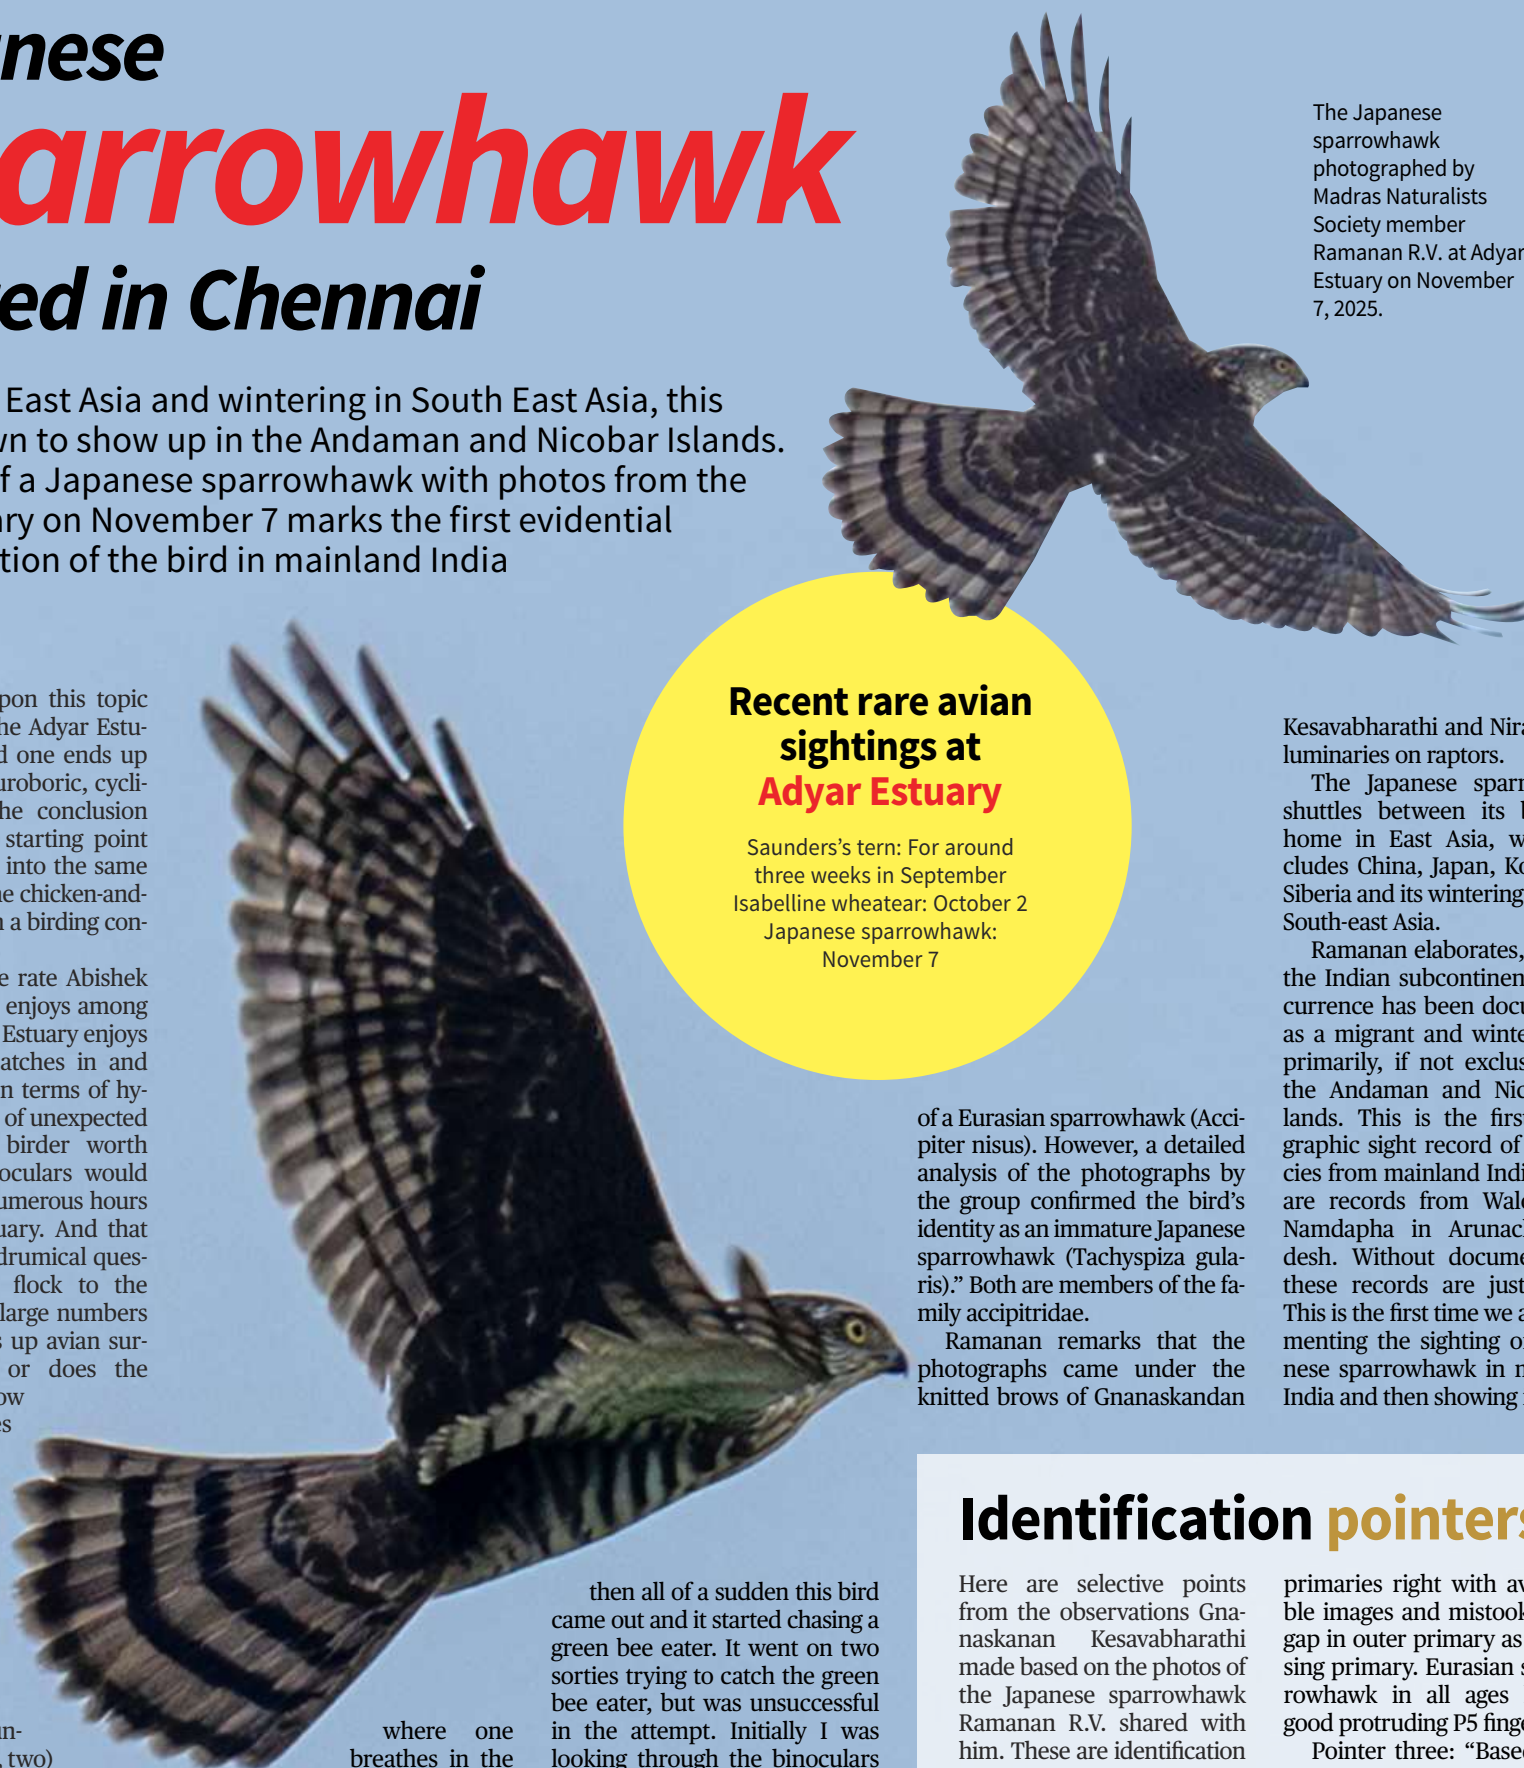 nese
arrowhawk
ed in Chennai
East Asia and wintering in South East Asia, this
wn to show up in the Andaman and Nicobar Islands.
f a Japanese sparrowhawk with photos from the
ary on November 7 marks the first evidential
tion of the bird in mainland India
The Japanese
sparrowhawk
photographed by
Madras Naturalists
Society member
Ramanan R.V. at Adyar
Estuary on November
7, 2025.
Recent rare avian
sightings at
Adyar Estuary
Saunders’s tern: For around
three weeks in September
Isabelline wheatear: October 2
Japanese sparrowhawk:
November 7
pon this topic
he Adyar Estu-
d one ends up
uroboric, cycli-
he conclusion
starting point
into the same
ne chicken-and-
n a birding con-
e rate Abishek
enjoys among
Estuary enjoys
atches in and
n terms of hy-
of unexpected
birder worth
oculars would
umerous hours
uary. And that
drumical ques-
flock to the
large numbers
s up avian sur-
or does the
ow
es
un-
, two)
where one
breathes in the
then all of a sudden this bird
came out and it started chasing a
green bee eater. It went on two
sorties trying to catch the green
bee eater, but was unsuccessful
in the attempt. Initially I was
looking through the binoculars
of a Eurasian sparrowhawk (Acci-
piter nisus). However, a detailed
analysis of the photographs by
the group confirmed the bird’s
identity as an immature Japanese
sparrowhawk (Tachyspiza gula-
ris).” Both are members of the fa-
mily accipitridae.
Ramanan remarks that the
photographs came under the
knitted brows of Gnanaskandan
Kesavabharathi and Nira
luminaries on raptors.
The Japanese sparr
shuttles between its b
home in East Asia, w
cludes China, Japan, Ko
Siberia and its wintering
South-east Asia.
Ramanan elaborates,
the Indian subcontinen
currence has been docu
as a migrant and winte
primarily, if not exclus
the Andaman and Nic
lands. This is the firs
graphic sight record of
cies from mainland Indi
are records from Wal
Namdapha in Arunac
desh. Without docume
these records are just
This is the first time we a
menting the sighting o
nese sparrowhawk in m
India and then showing
Identification pointers
Here are selective points
from the observations Gna-
naskanan Kesavabharathi
made based on the photos of
the Japanese sparrowhawk
Ramanan R.V. shared with
him. These are identification
primaries right with av
ble images and mistook
gap in outer primary as
sing primary. Eurasian s
rowhawk in all ages
good protruding P5 finge
Pointer three: “Base